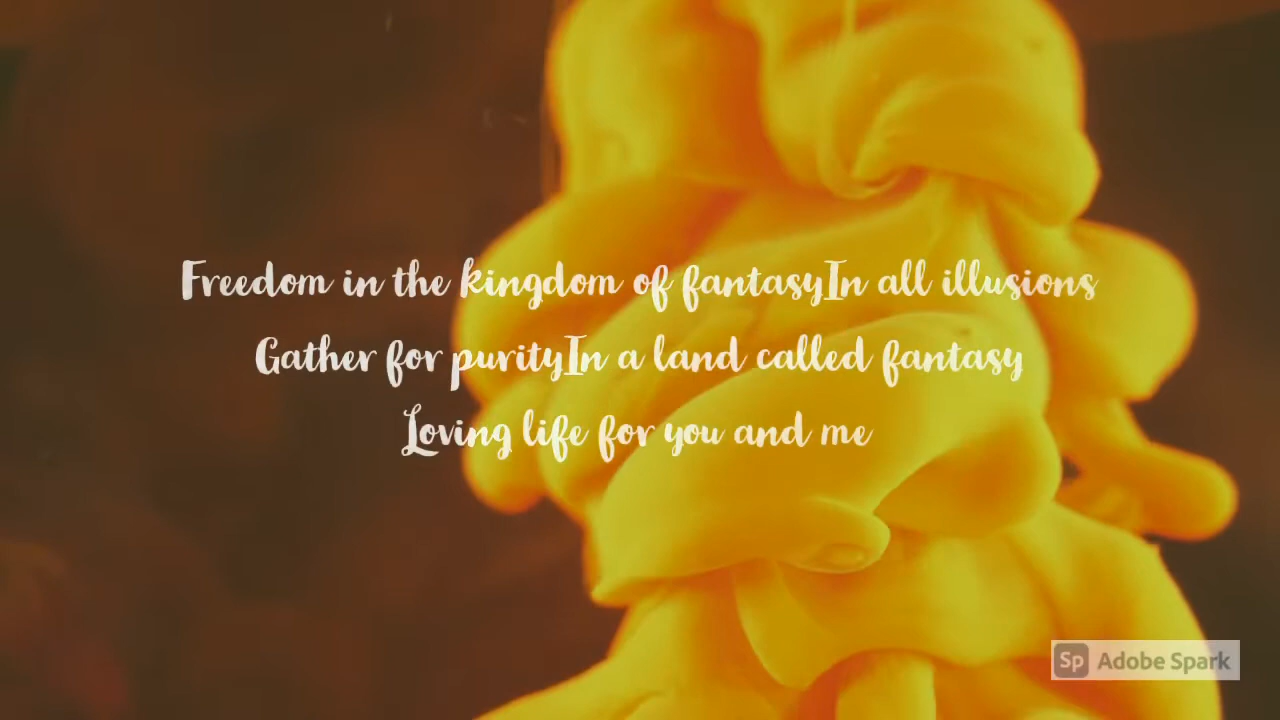 Freedom in the kingdom of fantasyIn all illusions
Gather for purityIn a land called fantasy
Loving life for you and me
Sp Adobe Spark